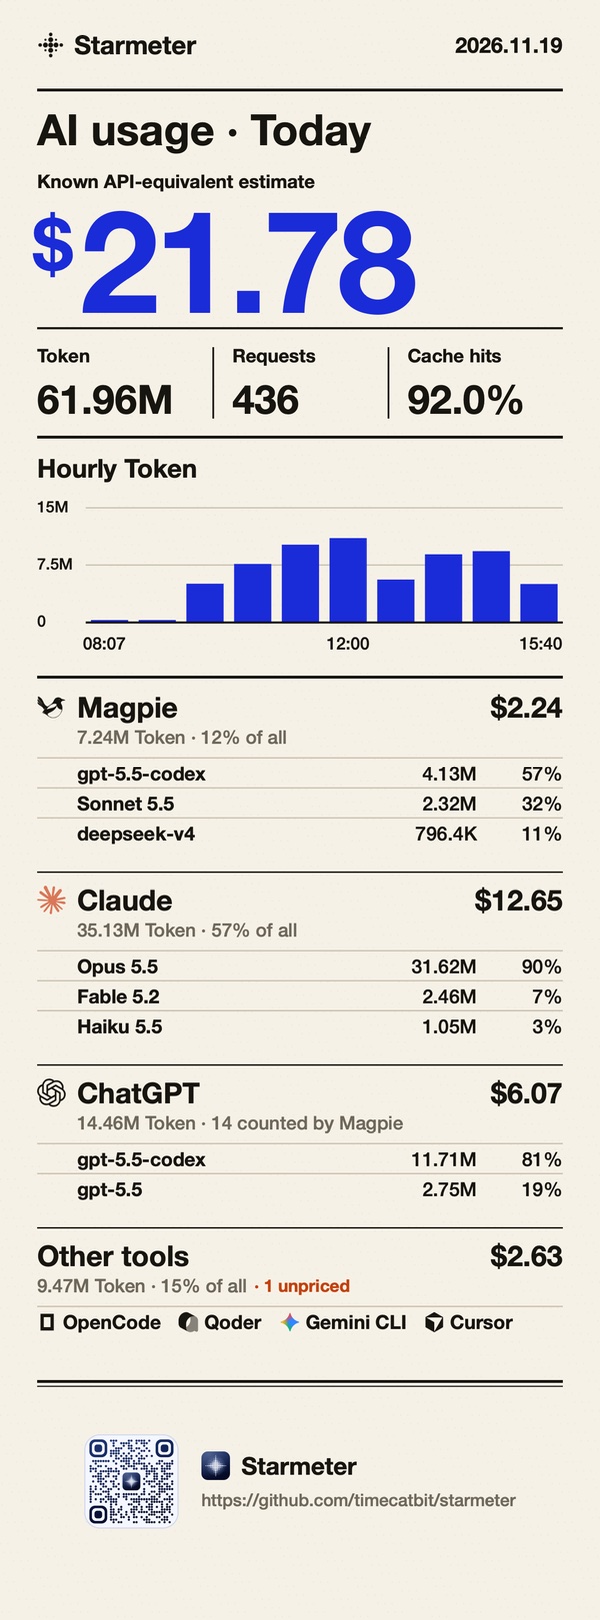 Starmeter 2026.11.19
AI usage · Today
Known API-equivalent estimate
$21.78
Token Requests Cache hits
61.96M 436 92.0%
Hourly Token
15M
7.5M
0
08:07 12:00 15:40
Magpie $2.24
7.24M Token · 12% of all
gpt-5.5-codex 4.13M 57%
Sonnet 5.5 2.32M 32%
deepseek-v4 796.4K 11%
Claude $12.65
35.13M Token · 57% of all
Opus 5.5 31.62M 90%
Fable 5.2 2.46M 7%
Haiku 5.5 1.05M 3%
ChatGPT $6.07
14.46M Token · 14 counted by Magpie
gpt-5.5-codex 11.71M 81%
gpt-5.5 2.75M 19%
Other tools $2.63
9.47M Token · 15% of all · 1 unpriced
OpenCode Qoder Gemini CLI Cursor
Starmeter
https://github.com/timecatbit/starmeter